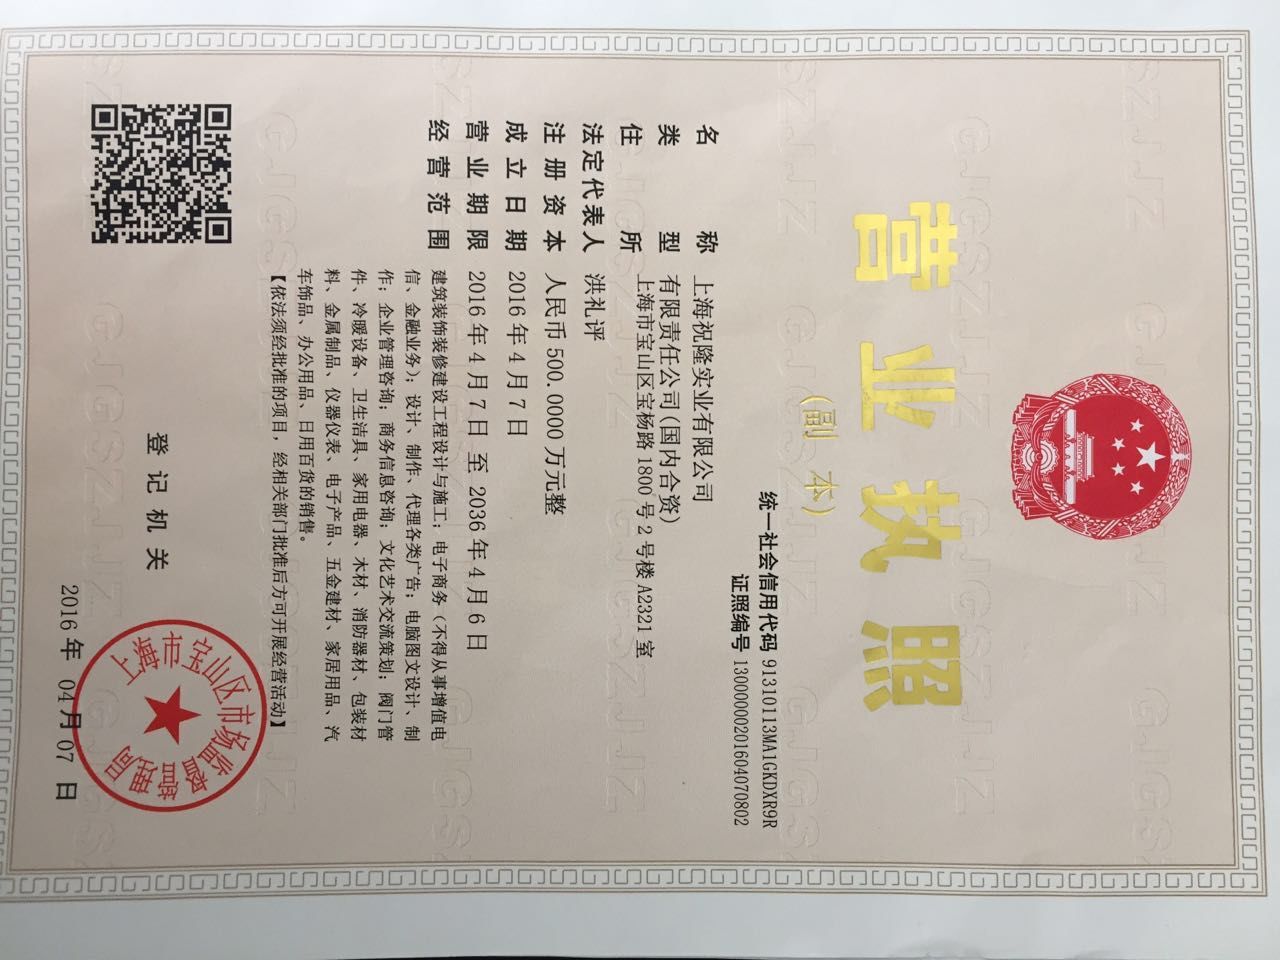 营业执照
(副本)
统一社会信用代码 91310113MA1GKDXR9R
证照编号 13000000201604070802
名称 上海祝隆实业有限公司
类型 有限责任公司(国内合资)
住所 上海市宝山区宝杨路1800号2号楼A2321室
法定代表人 洪礼评
注册资本 人民币500.0000万元整
成立日期 2016年4月7日
营业期限 2016年4月7日至2036年4月6日
经营范围 建筑装饰装修建设工程设计与施工；电子商务（不得从事增值电
信、金融业务）；设计、制作、代理各类广告；电脑图文设计、制
作；企业管理咨询；商务信息咨询；文化艺术交流策划；阀门管
件、冷暖设备、卫生洁具、家用电器、木材、消防器材、包装材
料、金属制品、仪器仪表、电子产品、五金建材、家居用品、汽
车饰品、办公用品、日用百货的销售。
【依法须经批准的项目，经相关部门批准后方可开展经营活动】
登记机关
上海市宝山区市场监督管理局
2016年04月07日